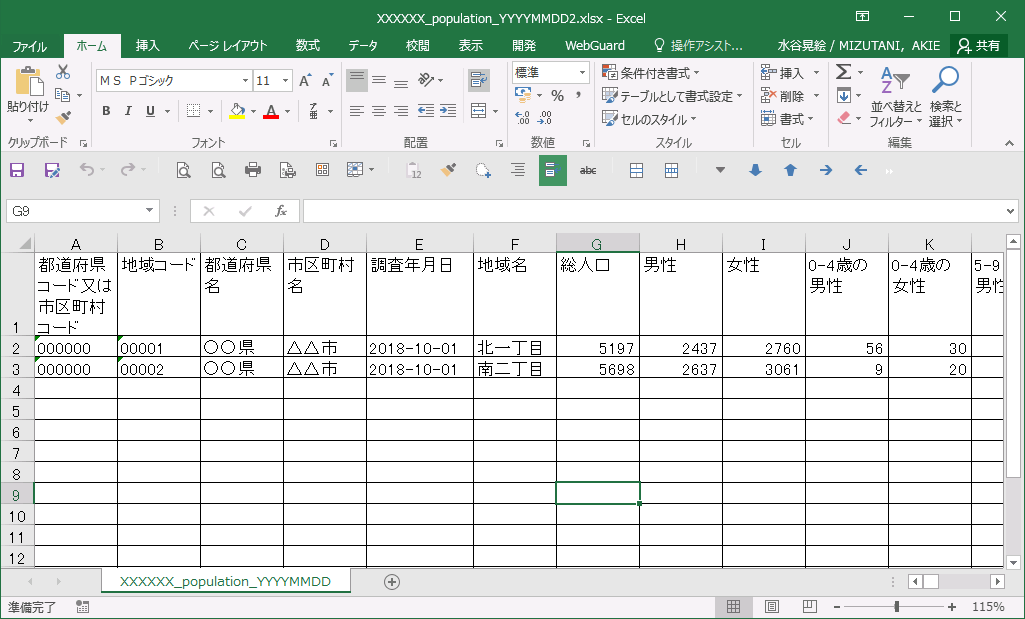 XXXXXX_population_YYYYMMDD2.xlsx - Excel
ファイル ホーム 挿入 ページ レイアウト 数式 データ 校閲 表示 開発 WebGuard 操作アシスト... 水谷晃絵 / MIZUTANI, AKIE 共有
貼り付け
クリップボード
ＭＳ Ｐゴシック 11
B I U
フォント
配置
標準
%
数値
条件付き書式
テーブルとして書式設定
セルのスタイル
スタイル
挿入
削除
書式
セル
並べ替えと
フィルター
検索と
選択
編集
12 abc
G9 fx
A B C D E F G H I J K
1
都道府県
コード又は
市区町村
コード
地域コード
都道府県
名
市区町村
名
調査年月日
地域名
総人口
男性
女性
0-4歳の
男性
0-4歳の
女性
5-9
男性
2 000000 00001 〇〇県 △△市 2018-10-01 北一丁目 5197 2437 2760 56 30
3 000000 00002 〇〇県 △△市 2018-10-01 南二丁目 5698 2637 3061 9 20
4
5
6
7
8
9
10
11
12
XXXXXX_population_YYYYMMDD
準備完了 115%